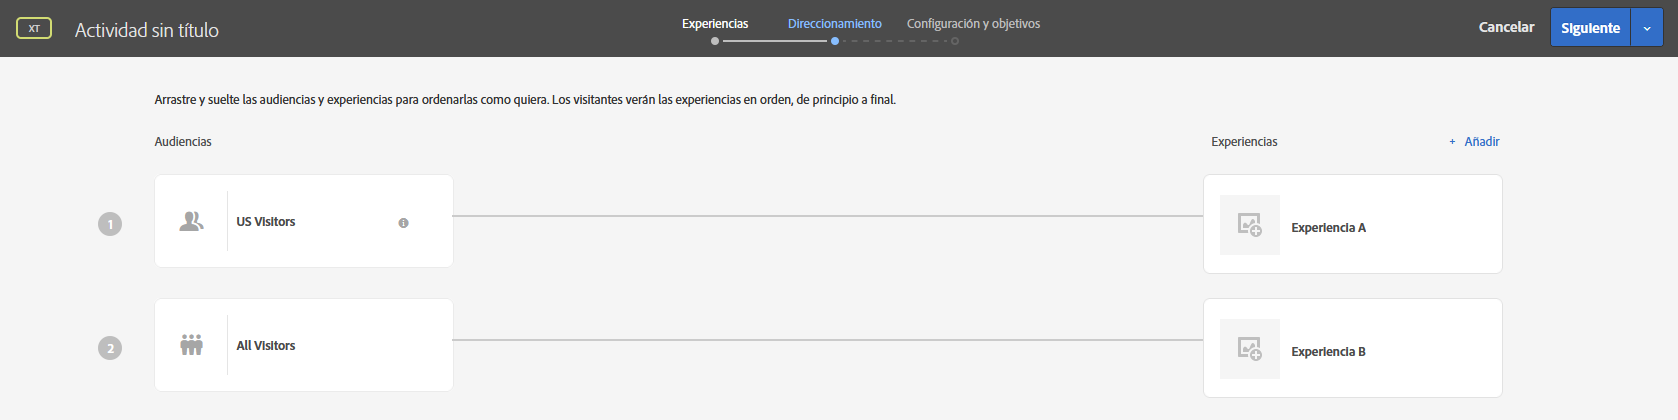 XT
Actividad sin título
Experiencias
Direccionamiento
Configuración y objetivos
Cancelar
Siguiente
Arrastre y suelte las audiencias y experiencias para ordenarlas como quiera. Los visitantes verán las experiencias en orden, de principio a final.
Audiencias
Experiencias
+ Añadir
1
US Visitors
Experiencia A
2
All Visitors
Experiencia B